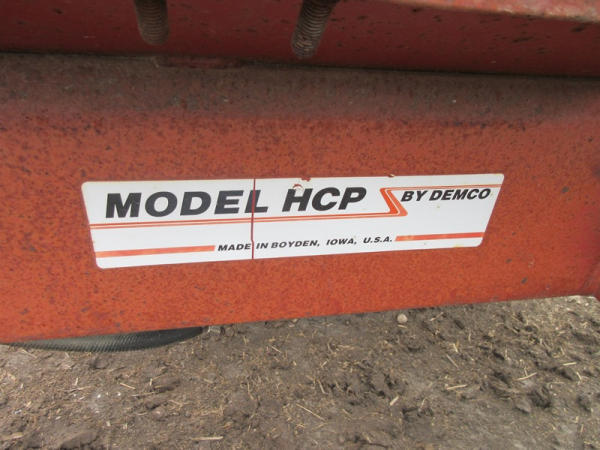 MODEL HCP BY DEMCO
MADE IN BOYDEN, IOWA, U.S.A.